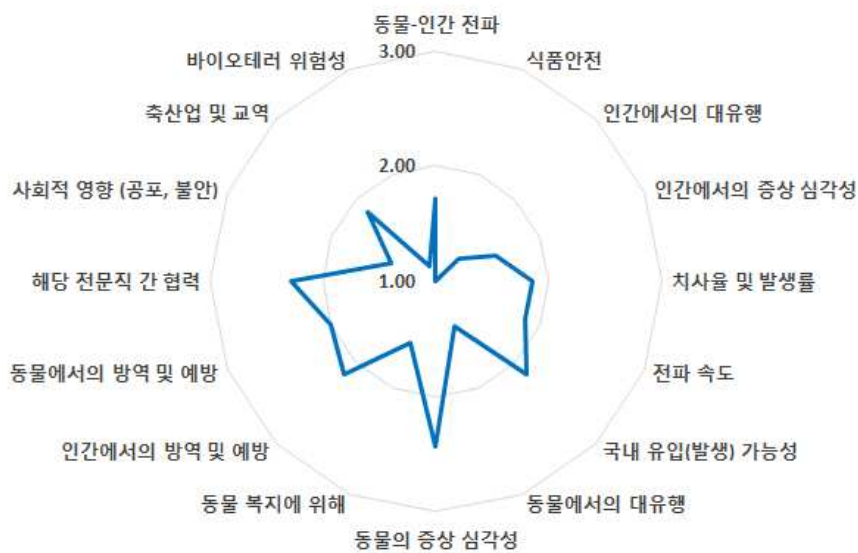 동물-인간 전파
3.00
바이오테러 위험성
식품안전
축산업 및 교역
인간에서의 대유행
2.00
사회적 영향 (공포, 불안)
인간에서의 증상 심각성
해당 전문직 간 협력
1.00
치사율 및 발생률
동물에서의 방역 및 예방
전파 속도
인간에서의 방역 및 예방
국내 유입(발생) 가능성
동물 복지에 위해
동물에서의 대유행
동물의 증상 심각성